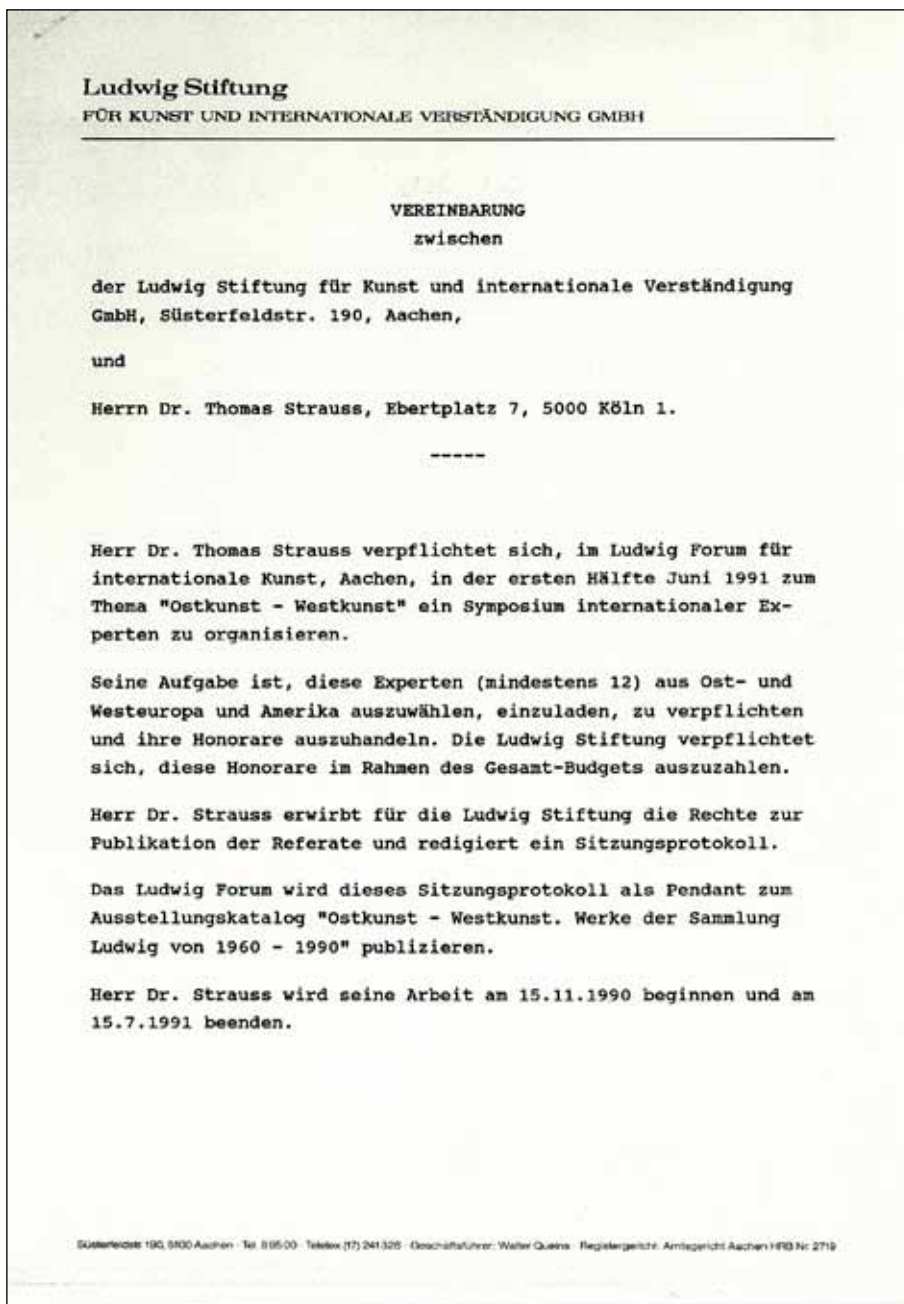 Ludwig Stiftung
FÜR KUNST UND INTERNATIONALE VERSTÄNDIGUNG GMBH
VEREINBARUNG
zwischen
der Ludwig Stiftung für Kunst und internationale Verständigung
GmbH, Süsterfeldstr. 190, Aachen,
und
Herrn Dr. Thomas Strauss, Ebertplatz 7, 5000 Köln 1.
-----
Herr Dr. Thomas Strauss verpflichtet sich, im Ludwig Forum für
internationale Kunst, Aachen, in der ersten Hälfte Juni 1991 zum
Thema "Ostkunst - Westkunst" ein Symposium internationaler Ex-
perten zu organisieren.
Seine Aufgabe ist, diese Experten (mindestens 12) aus Ost- und
Westeuropa und Amerika auszuwählen, einzuladen, zu verpflichten
und ihre Honorare auszuhandeln. Die Ludwig Stiftung verpflichtet
sich, diese Honorare im Rahmen des Gesamt-Budgets auszuzahlen.
Herr Dr. Strauss erwirbt für die Ludwig Stiftung die Rechte zur
Publikation der Referate und redigiert ein Sitzungsprotokoll.
Das Ludwig Forum wird dieses Sitzungsprotokoll als Pendant zum
Ausstellungskatalog "Ostkunst - Westkunst. Werke der Sammlung
Ludwig von 1960 - 1990" publizieren.
Herr Dr. Strauss wird seine Arbeit am 15.11.1990 beginnen und am
15.7.1991 beenden.
Süsterfeldstr. 190, 5100 Aachen · Tel. · Teletex (17) 241326 · Geschäftsführer: Walter Queins · Registergericht: Amtsgericht Aachen HRB Nr. 2719